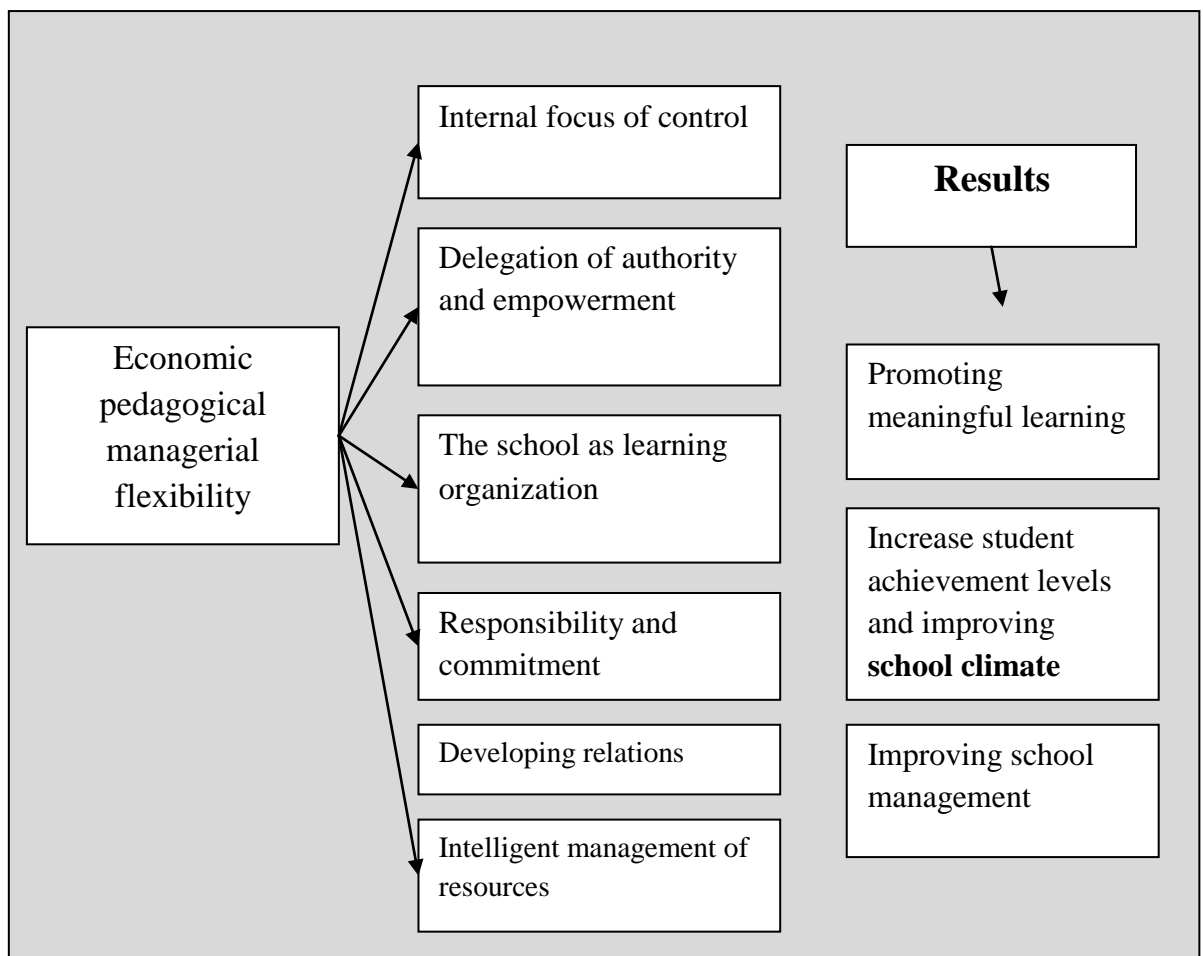 Economic
pedagogical
managerial
flexibility
Internal focus of control
Delegation of authority
and empowerment
The school as learning
organization
Responsibility and
commitment
Developing relations
Intelligent management of
resources
Results
Promoting
meaningful learning
Increase student
achievement levels
and improving
school climate
Improving school
management